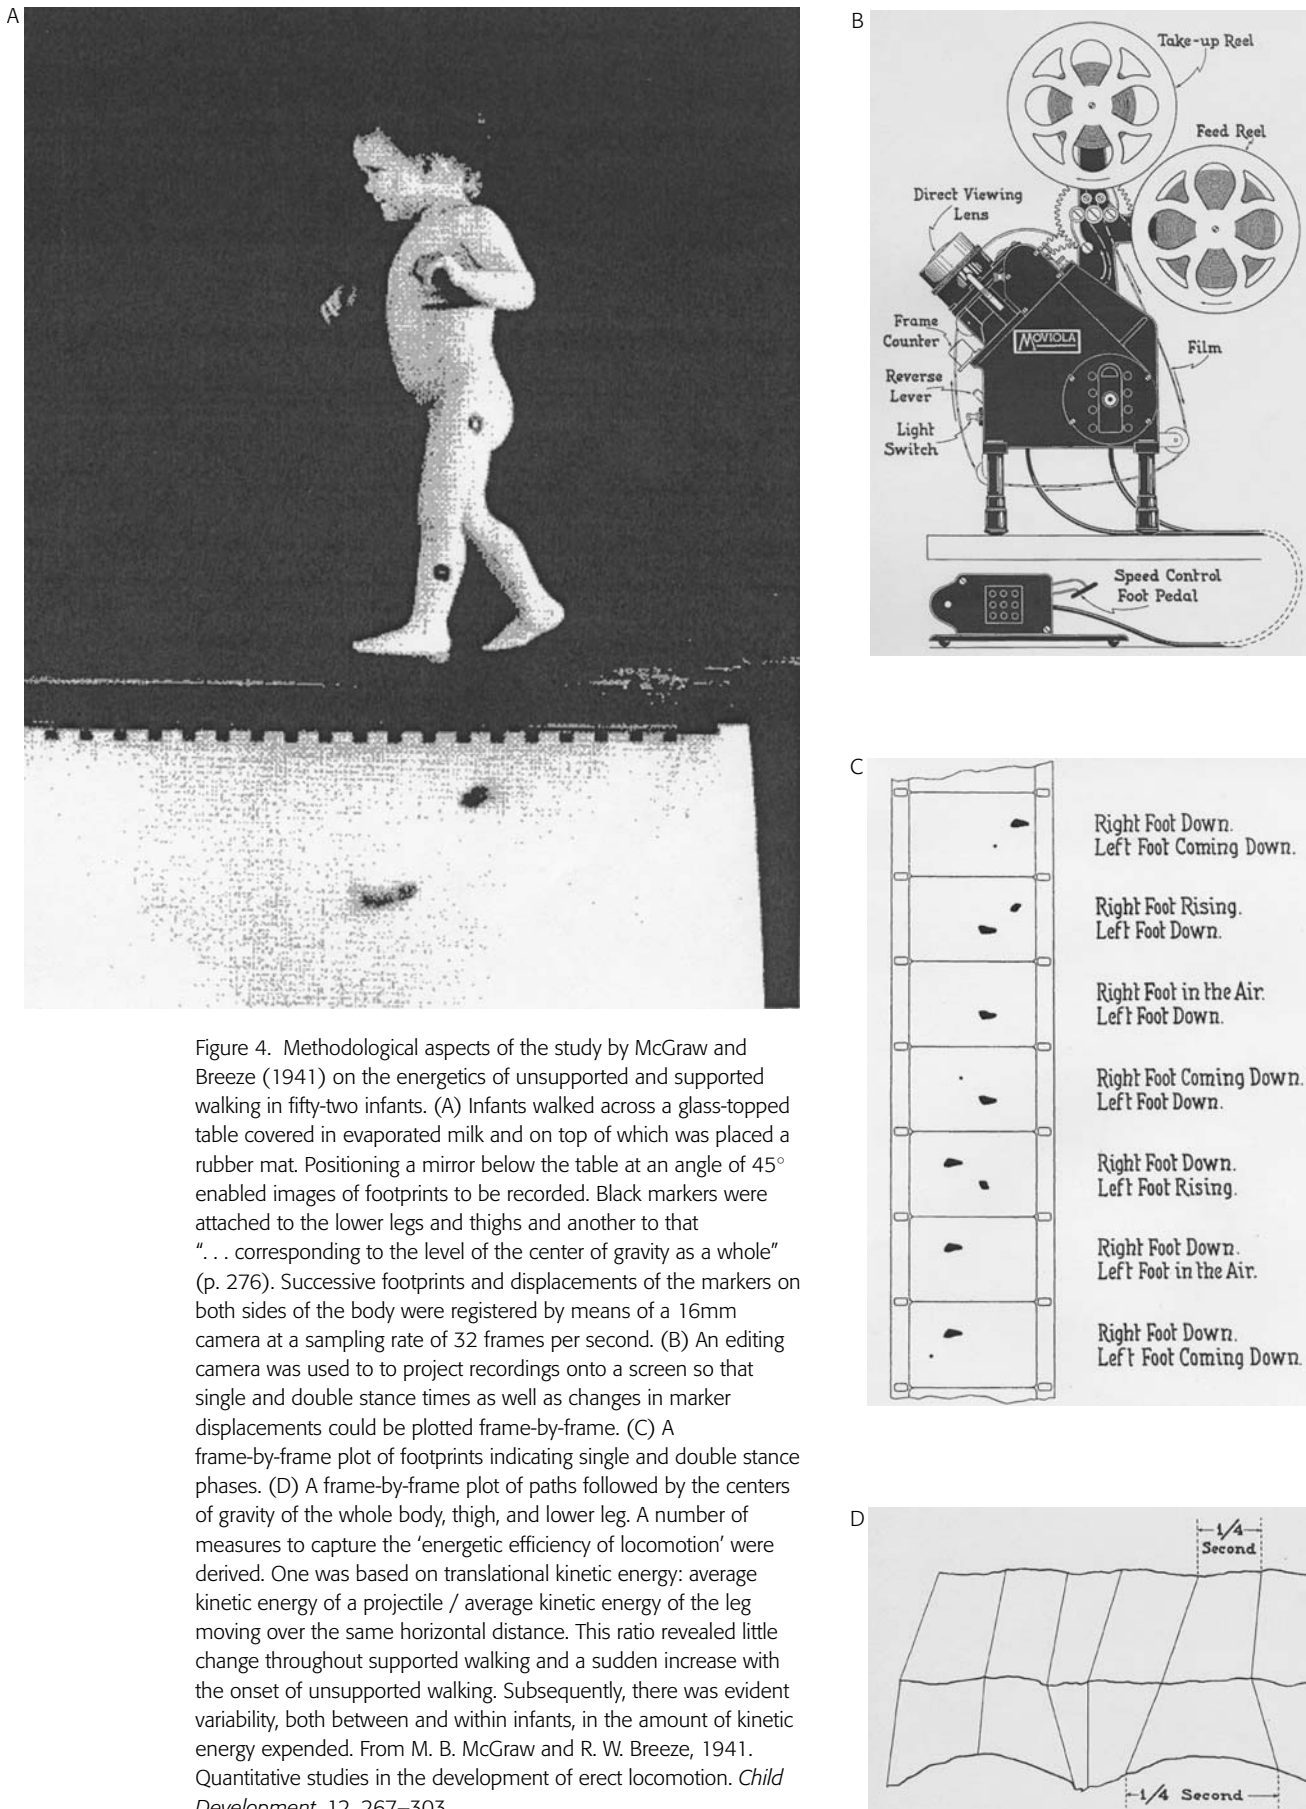 A
B
Take-up Reel
Feed Reel
Direct Viewing
Lens
Frame
Counter
MOVIOLA
Film
Reverse
Lever
Light
Switch
Speed Control
Foot Pedal
C
Right Foot Down.
Left Foot Coming Down.
Right Foot Rising.
Left Foot Down.
Right Foot in the Air.
Left Foot Down.
Right Foot Coming Down.
Left Foot Down.
Right Foot Down.
Left Foot Rising.
Right Foot Down.
Left Foot in the Air.
Right Foot Down.
Left Foot Coming Down.
Figure 4. Methodological aspects of the study by McGraw and
Breeze (1941) on the energetics of unsupported and supported
walking in fifty-two infants. (A) Infants walked across a glass-topped
table covered in evaporated milk and on top of which was placed a
rubber mat. Positioning a mirror below the table at an angle of 45°
enabled images of footprints to be recorded. Black markers were
attached to the lower legs and thighs and another to that
“. . . corresponding to the level of the center of gravity as a whole”
(p. 276). Successive footprints and displacements of the markers on
both sides of the body were registered by means of a 16mm
camera at a sampling rate of 32 frames per second. (B) An editing
camera was used to to project recordings onto a screen so that
single and double stance times as well as changes in marker
displacements could be plotted frame-by-frame. (C) A
frame-by-frame plot of footprints indicating single and double stance
phases. (D) A frame-by-frame plot of paths followed by the centers
of gravity of the whole body, thigh, and lower leg. A number of
measures to capture the ‘energetic efficiency of locomotion’ were
derived. One was based on translational kinetic energy: average
kinetic energy of a projectile / average kinetic energy of the leg
moving over the same horizontal distance. This ratio revealed little
change throughout supported walking and a sudden increase with
the onset of unsupported walking. Subsequently, there was evident
variability, both between and within infants, in the amount of kinetic
energy expended. From M. B. McGraw and R. W. Breeze, 1941.
Quantitative studies in the development of erect locomotion. Child
Development, 12, 267–303.
D
1/4
Second
1/4 Second